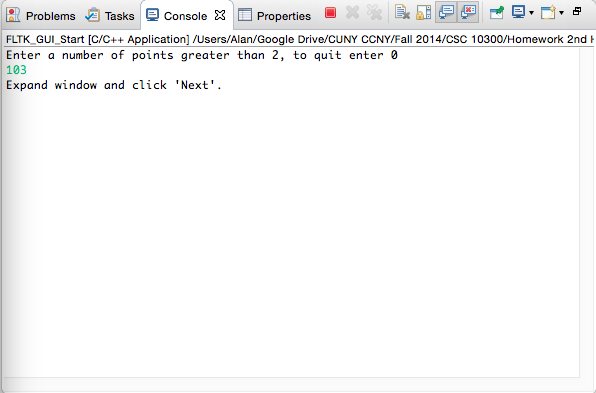 Problems Tasks Console Properties
FLTK_GUI_Start [C/C++ Application] /Users/Alan/Google Drive/CUNY CCNY/Fall 2014/CSC 10300/Homework 2nd
Enter a number of points greater than 2, to quit enter 0
103
Expand window and click 'Next'.